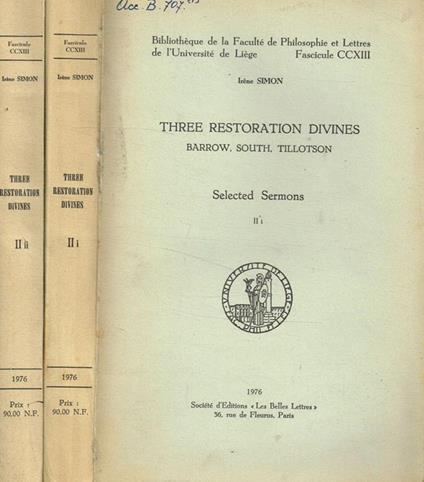 Fascicule
CCXIII
Irène SIMON
THREE
RESTORATION
DIVINES
II ii
1976
Prix :
90,00 N.F.
Fascicule
CCXIII
Irène SIMON
THREE
RESTORATION
DIVINES
II i
1976
Prix :
90,00 N.F.
Acc. B. 707
Bibliothèque de la Faculté de Philosophie et Lettres
de l'Université de Liège Fascicule CCXIII
Irène SIMON
THREE RESTORATION DIVINES
BARROW, SOUTH, TILLOTSON
Selected Sermons
II i
1976
Société d'Editions « Les Belles Lettres »
36, rue de Fleurus, Paris